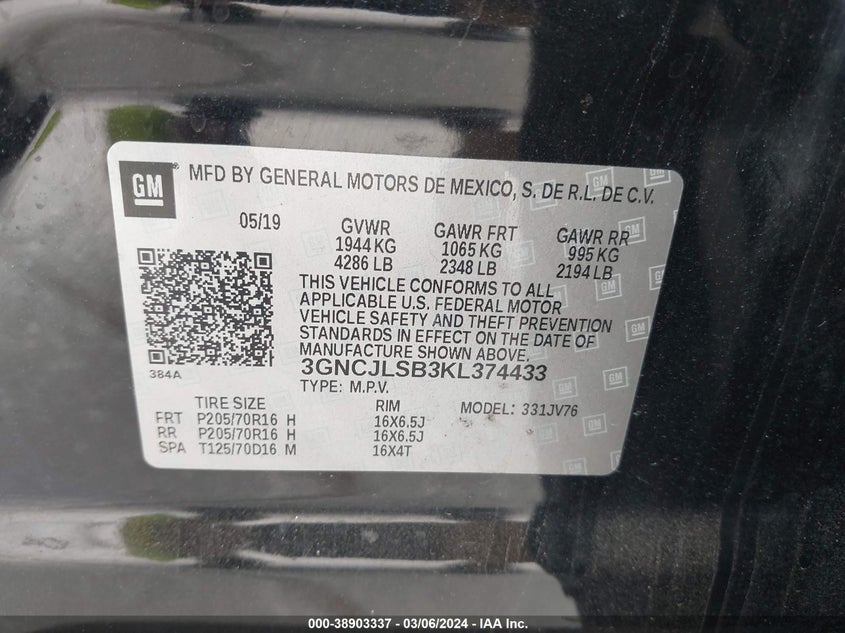 GM
MFD BY GENERAL MOTORS DE MEXICO, S. DE R.L. DE C.V.
05/19 GVWR GAWR FRT GAWR RR
1944 KG 1065 KG 995 KG
4286 LB 2348 LB 2194 LB
THIS VEHICLE CONFORMS TO ALL
APPLICABLE U.S. FEDERAL MOTOR
VEHICLE SAFETY AND THEFT PREVENTION
STANDARDS IN EFFECT ON THE DATE OF
MANUFACTURE SHOWN ABOVE.
384A
3GNCJLSB3KL374433
TYPE: M.P.V.
TIRE SIZE RIM MODEL: 331JV76
FRT P205/70R16 H 16X6.5J
RR P205/70R16 H 16X6.5J
SPA T125/70D16 M 16X4T
000-38903337 - 03/06/2024 - IAA Inc.